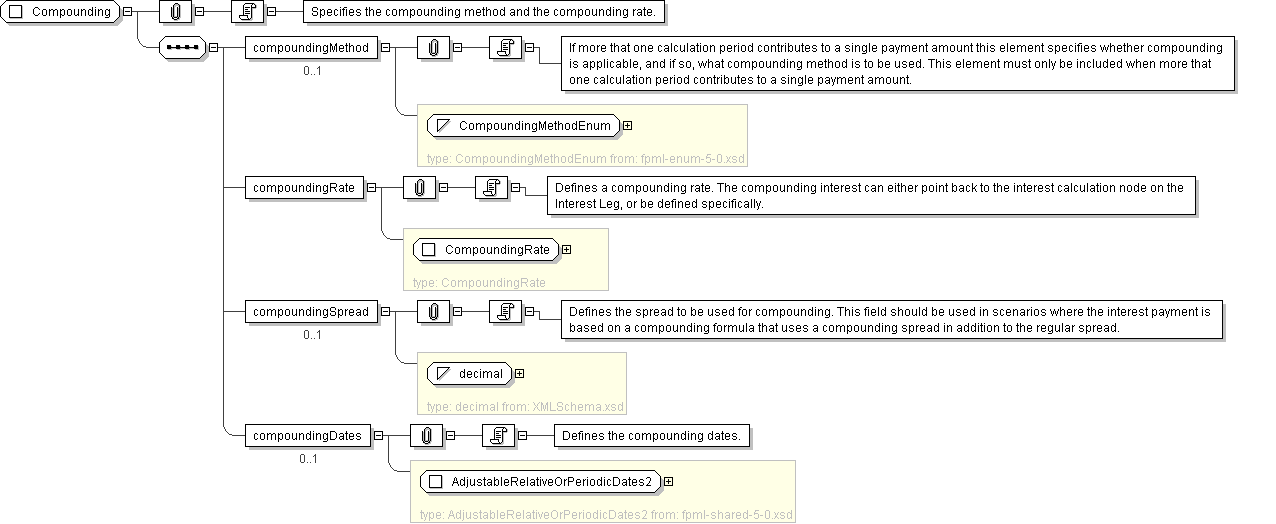 Compounding
Specifies the compounding method and the compounding rate.
compoundingMethod
0..1
If more that one calculation period contributes to a single payment amount this element specifies whether compounding
is applicable, and if so, what compounding method is to be used. This element must only be included when more that
one calculation period contributes to a single payment amount.
CompoundingMethodEnum
type: CompoundingMethodEnum from: fpml-enum-5-0.xsd
compoundingRate
Defines a compounding rate. The compounding interest can either point back to the interest calculation node on the
Interest Leg, or be defined specifically.
CompoundingRate
type: CompoundingRate
compoundingSpread
0..1
Defines the spread to be used for compounding. This field should be used in scenarios where the interest payment is
based on a compounding formula that uses a compounding spread in addition to the regular spread.
decimal
type: decimal from: XMLSchema.xsd
compoundingDates
0..1
Defines the compounding dates.
AdjustableRelativeOrPeriodicDates2
type: AdjustableRelativeOrPeriodicDates2 from: fpml-shared-5-0.xsd